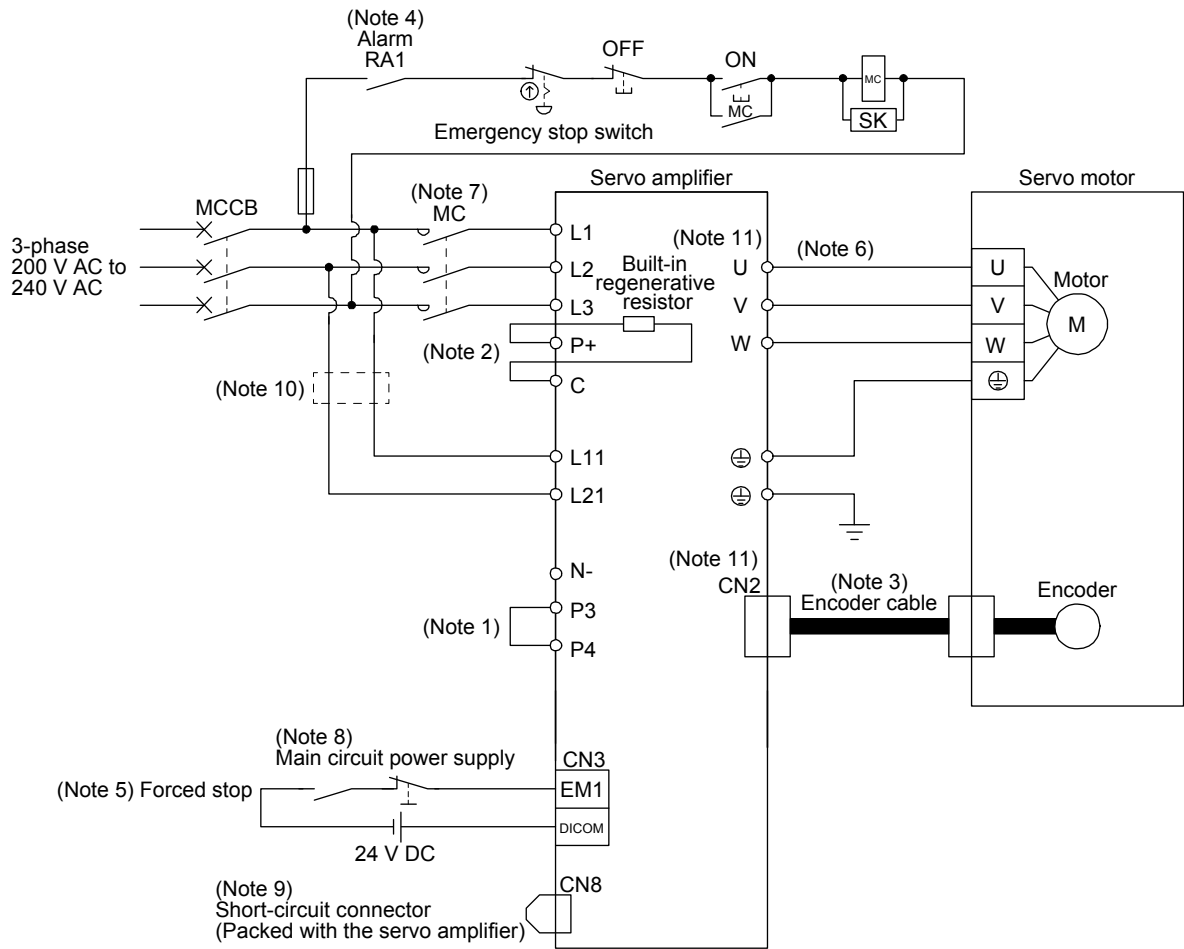 (Note 4)
Alarm
RA1
OFF
ON
MC
MC
SK
Emergency stop switch
Servo amplifier
Servo motor
MCCB
(Note 7)
MC
3-phase
200 V AC to
240 V AC
L1
L2
L3
P+
C
(Note 2)
Built-in
regenerative
resistor
(Note 11)
U
V
W
(Note 6)
U
V
W
Motor
M
(Note 10)
L11
L21
N-
P3
P4
(Note 1)
(Note 11)
CN2
(Note 3)
Encoder cable
Encoder
(Note 8)
Main circuit power supply
(Note 5) Forced stop
24 V DC
CN3
EM1
DICOM
CN8
(Note 9)
Short-circuit connector
(Packed with the servo amplifier)